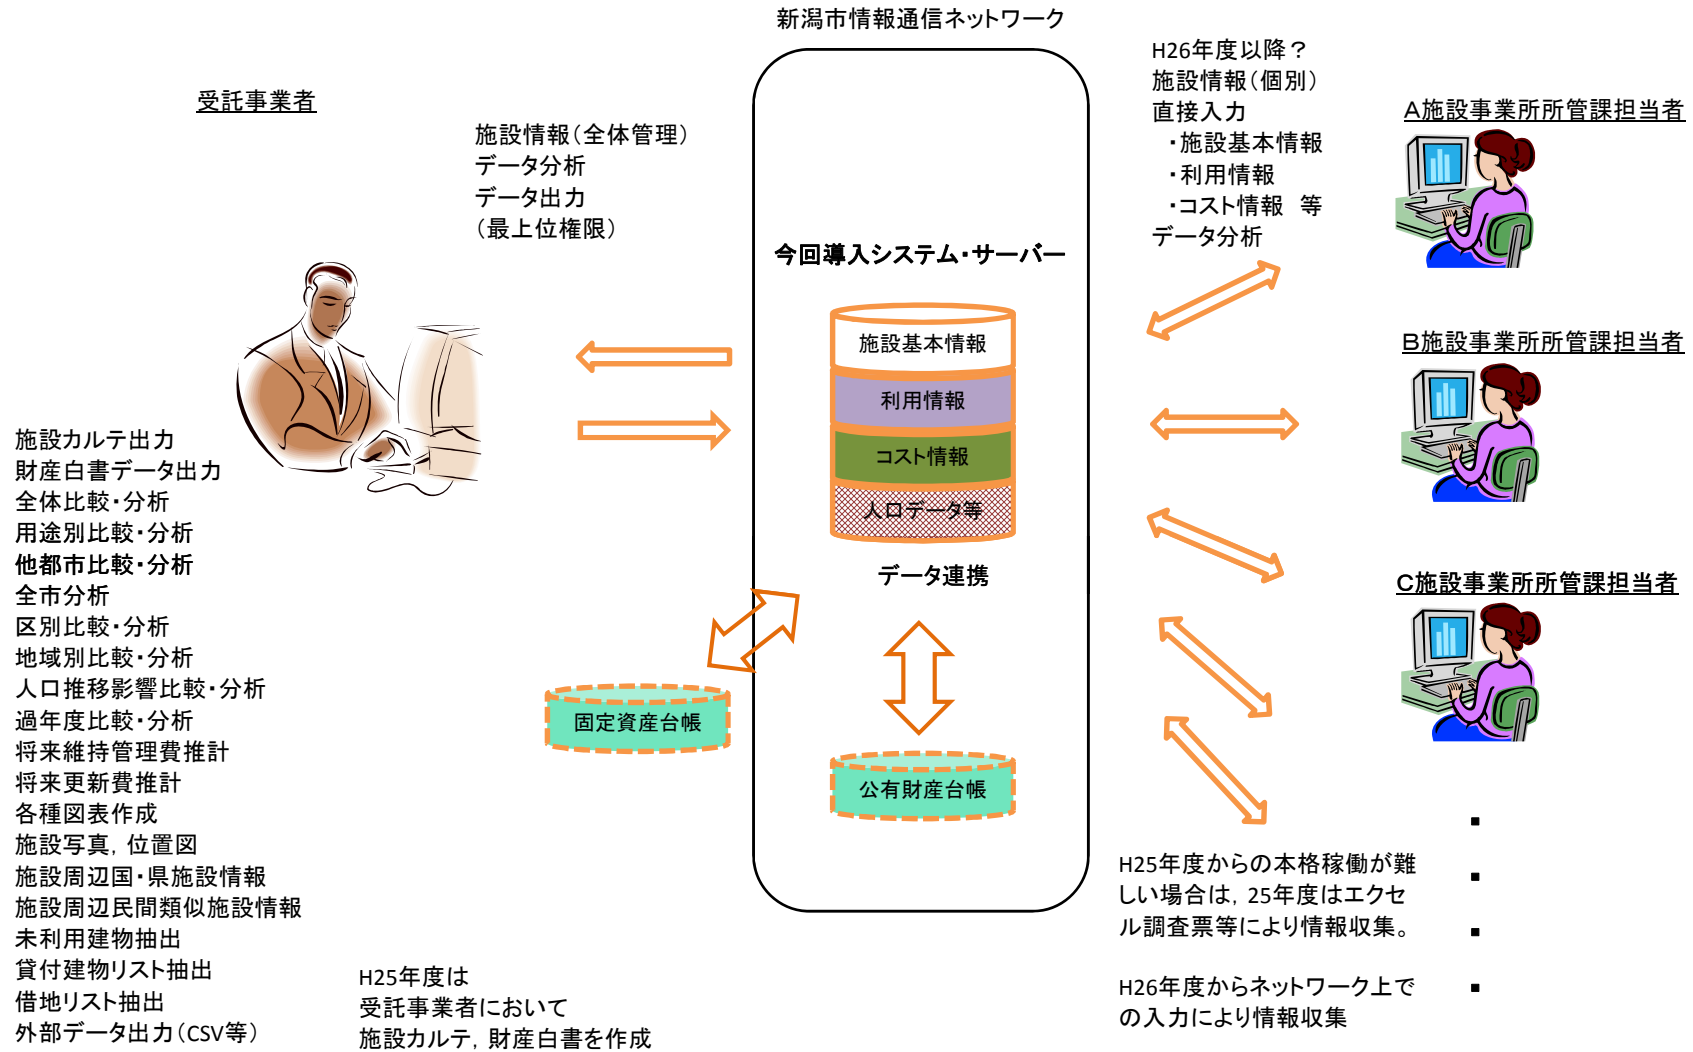 新潟市情報通信ネットワーク
受託事業者
施設情報（全体管理）
データ分析
データ出力
（最上位権限）
H26年度以降？
施設情報（個別）
直接入力
・施設基本情報
・利用情報
・コスト情報　等
データ分析
A施設事業所所管課担当者
今回導入システム・サーバー
施設基本情報
利用情報
コスト情報
人口データ等
データ連携
B施設事業所所管課担当者
C施設事業所所管課担当者
固定資産台帳
公有財産台帳
施設カルテ出力
財産白書データ出力
全体比較・分析
用途別比較・分析
他都市比較・分析
全市分析
区別比較・分析
地域別比較・分析
人口推移影響比較・分析
過年度比較・分析
将来維持管理費推計
将来更新費推計
各種図表作成
施設写真，位置図
施設周辺国・県施設情報
施設周辺民間類似施設情報
未利用建物抽出
貸付建物リスト抽出
借地リスト抽出
外部データ出力（CSV等）
H25年度は
受託事業者において
施設カルテ，財産白書を作成
H25年度からの本格稼働が難
しい場合は，25年度はエクセ
ル調査票等により情報収集。
H26年度からネットワーク上で
の入力により情報収集